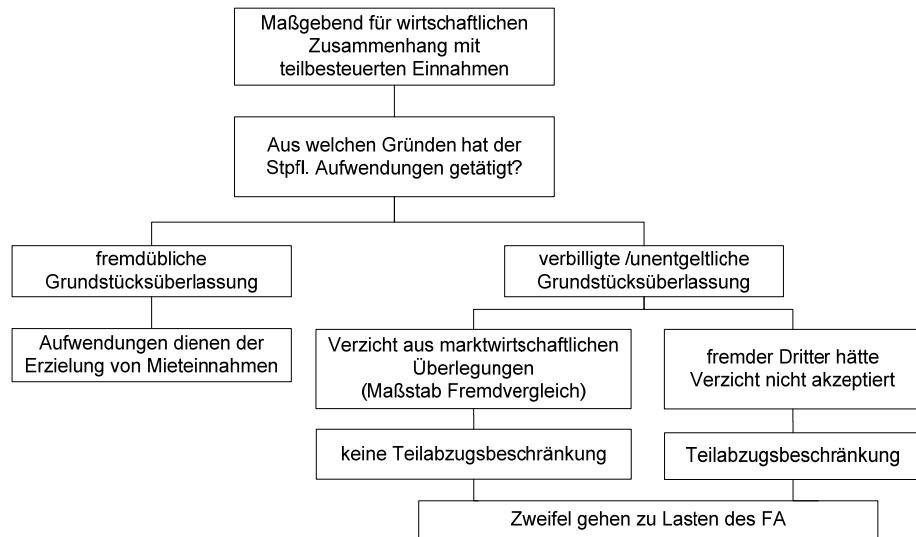 Maßgebend für wirtschaftlichen
Zusammenhang mit
teilbesteuerten Einnahmen
Aus welchen Gründen hat der
Stpfl. Aufwendungen getätigt?
fremdübliche
Grundstücksüberlassung
verbilligte /unentgeltliche
Grundstücksüberlassung
Aufwendungen dienen der
Erzielung von Mieteinnahmen
Verzicht aus marktwirtschaftlichen
Überlegungen
(Maßstab Fremdvergleich)
fremder Dritter hätte
Verzicht nicht akzeptiert
keine Teilabzugsbeschränkung
Teilabzugsbeschränkung
Zweifel gehen zu Lasten des FA